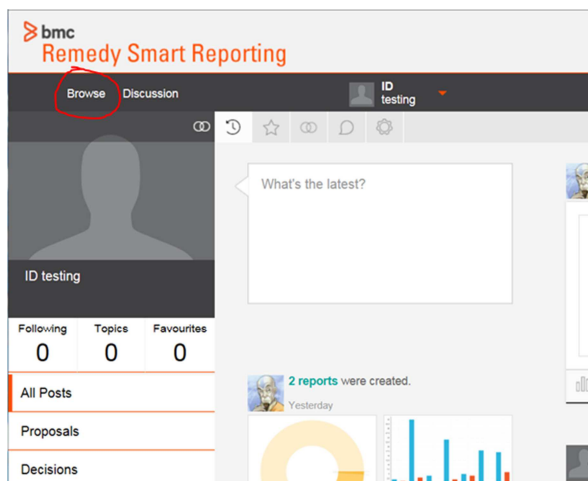 bmc
Remedy Smart Reporting
Browse Discussion
ID
testing
What's the latest?
ID testing
Following Topics Favourites
0 0 0
2 reports were created.
Yesterday
All Posts
Proposals
Decisions